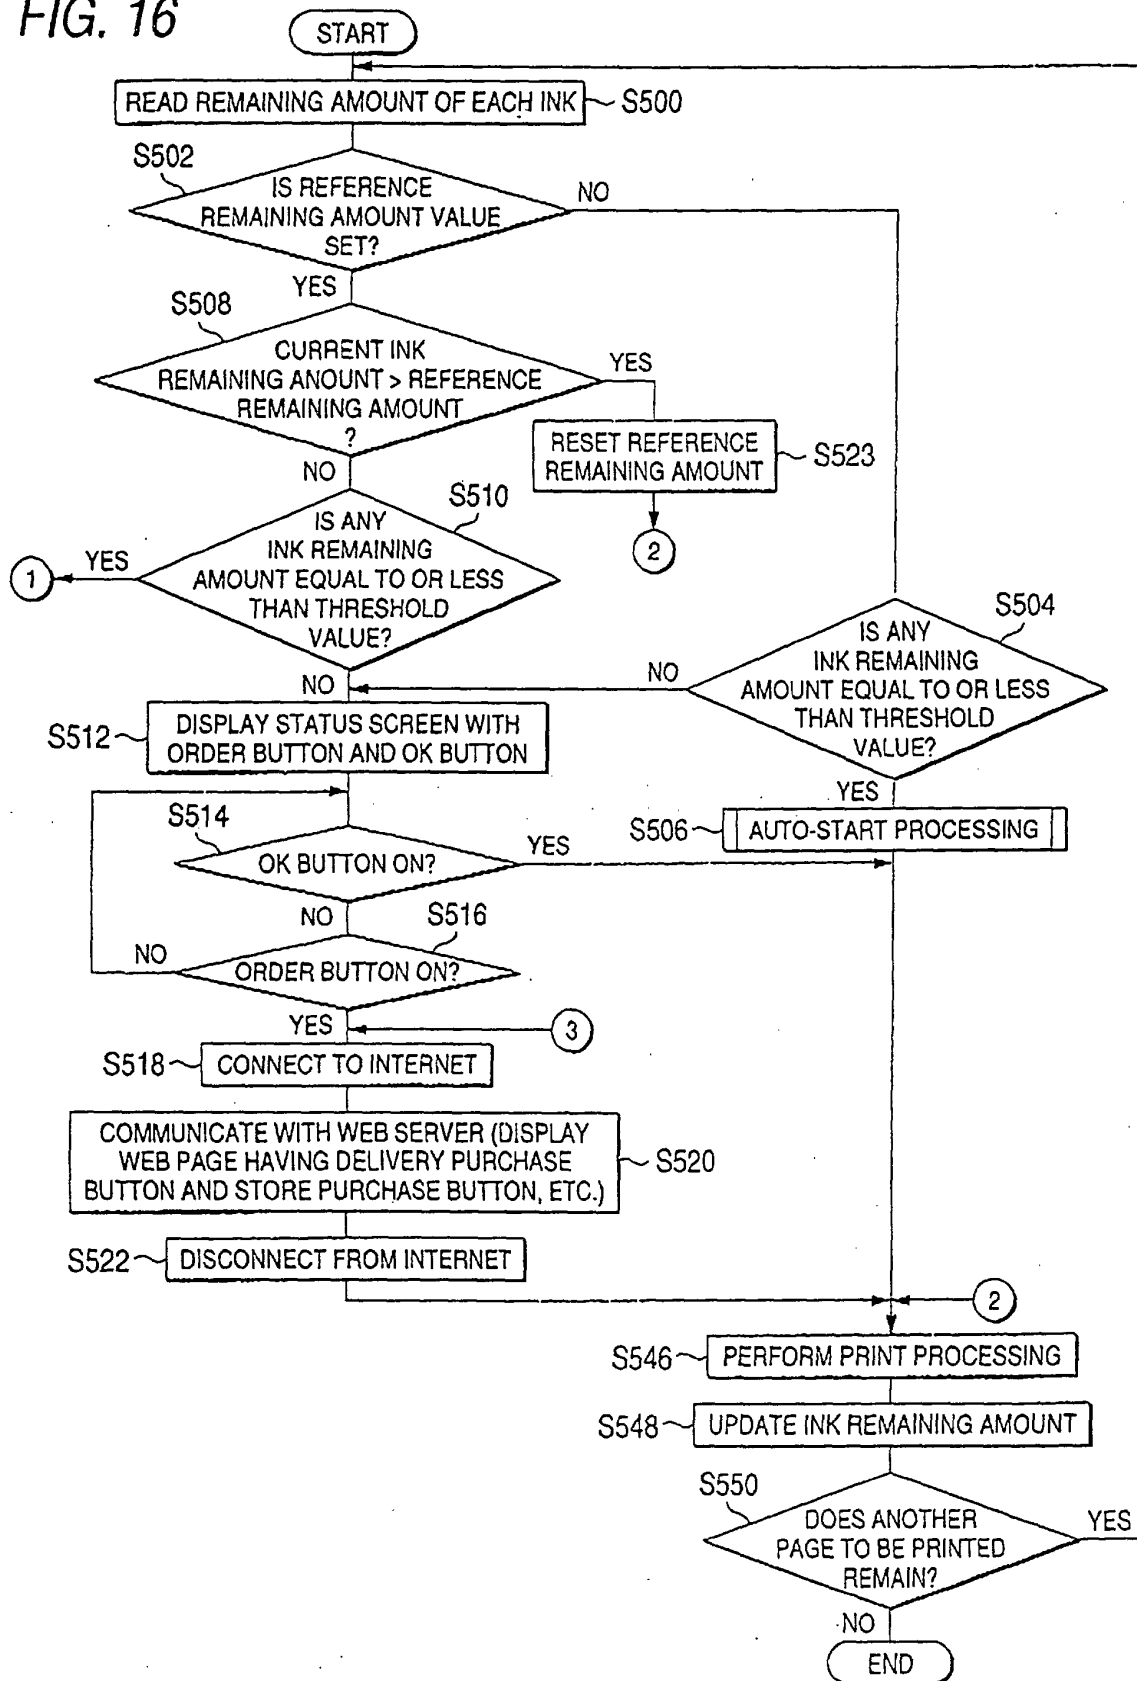 FIG. 16
START
READ REMAINING AMOUNT OF EACH INK
S500
S502
IS REFERENCE
REMAINING AMOUNT VALUE
SET?
NO
YES
S508
CURRENT INK
REMAINING ANOUNT > REFERENCE
REMAINING AMOUNT
?
YES
NO
RESET REFERENCE
REMAINING AMOUNT
S523
2
S510
IS ANY
INK REMAINING
AMOUNT EQUAL TO OR LESS
THAN THRESHOLD
VALUE?
YES
1
NO
S504
IS ANY
INK REMAINING
AMOUNT EQUAL TO OR LESS
THAN THRESHOLD
VALUE?
NO
YES
S512
DISPLAY STATUS SCREEN WITH
ORDER BUTTON AND OK BUTTON
S506
AUTO-START PROCESSING
S514
OK BUTTON ON?
YES
NO
S516
ORDER BUTTON ON?
NO
YES
3
S518
CONNECT TO INTERNET
COMMUNICATE WITH WEB SERVER (DISPLAY
WEB PAGE HAVING DELIVERY PURCHASE
BUTTON AND STORE PURCHASE BUTTON, ETC.)
S520
S522
DISCONNECT FROM INTERNET
2
S546
PERFORM PRINT PROCESSING
S548
UPDATE INK REMAINING AMOUNT
S550
DOES ANOTHER
PAGE TO BE PRINTED
REMAIN?
YES
NO
END